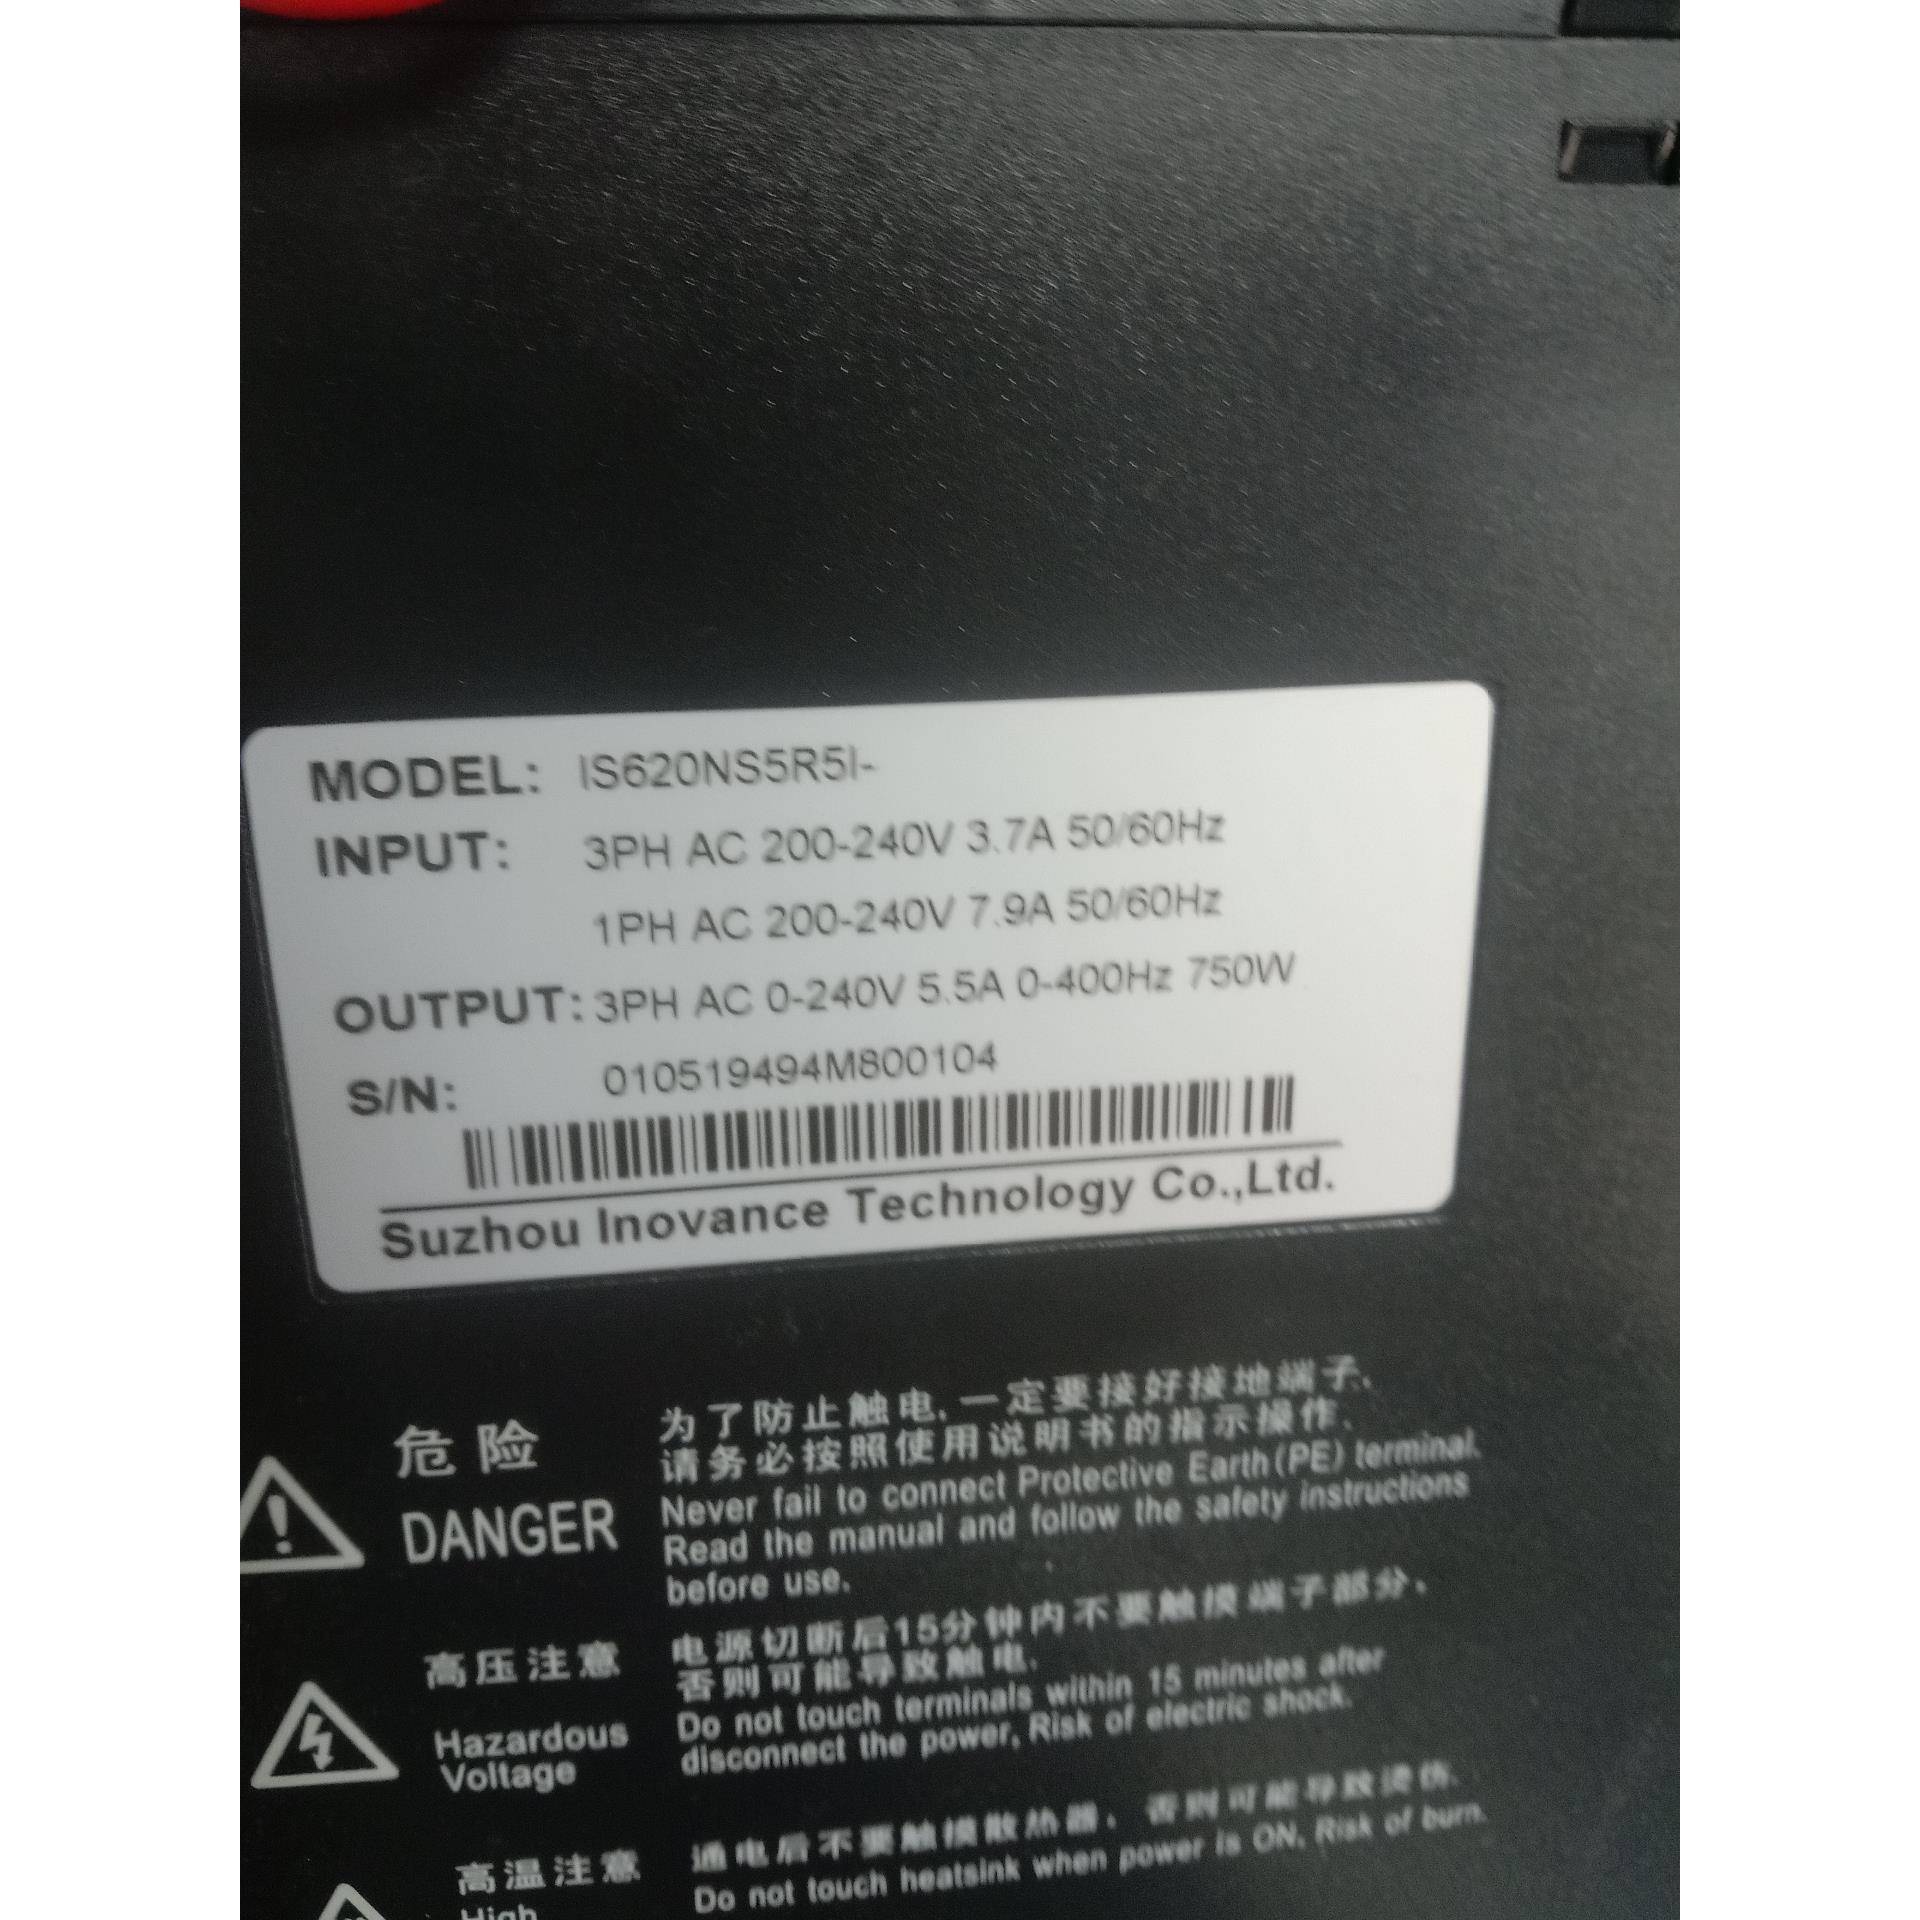 MODEL: IS620NS5R5I-
INPUT: 3PH AC 200-240V 3.7A 50/60Hz
1PH AC 200-240V 7.9A 50/60Hz
OUTPUT: 3PH AC 0-240V 5.5A 0-400Hz 750W
S/N: 010519494M800104
Suzhou Inovance Technology Co.,Ltd.
危险
DANGER
为了防止触电,一定要接好接地端子.
请务必按照使用说明书的指示操作.
Never fail to connect Protective Earth(PE) terminal.
Read the manual and follow the safety instructions
before use.
高压注意
Hazardous
Voltage
电源切断后15分钟内不要触摸端子部分.
否则可能导致触电.
Do not touch terminals within 15 minutes after
disconnect the power, Risk of electric shock.
高温注意
High
通电后不要触摸散热器. 否则可能导致烫伤.
Do not touch heatsink when power is ON, Risk of burn.